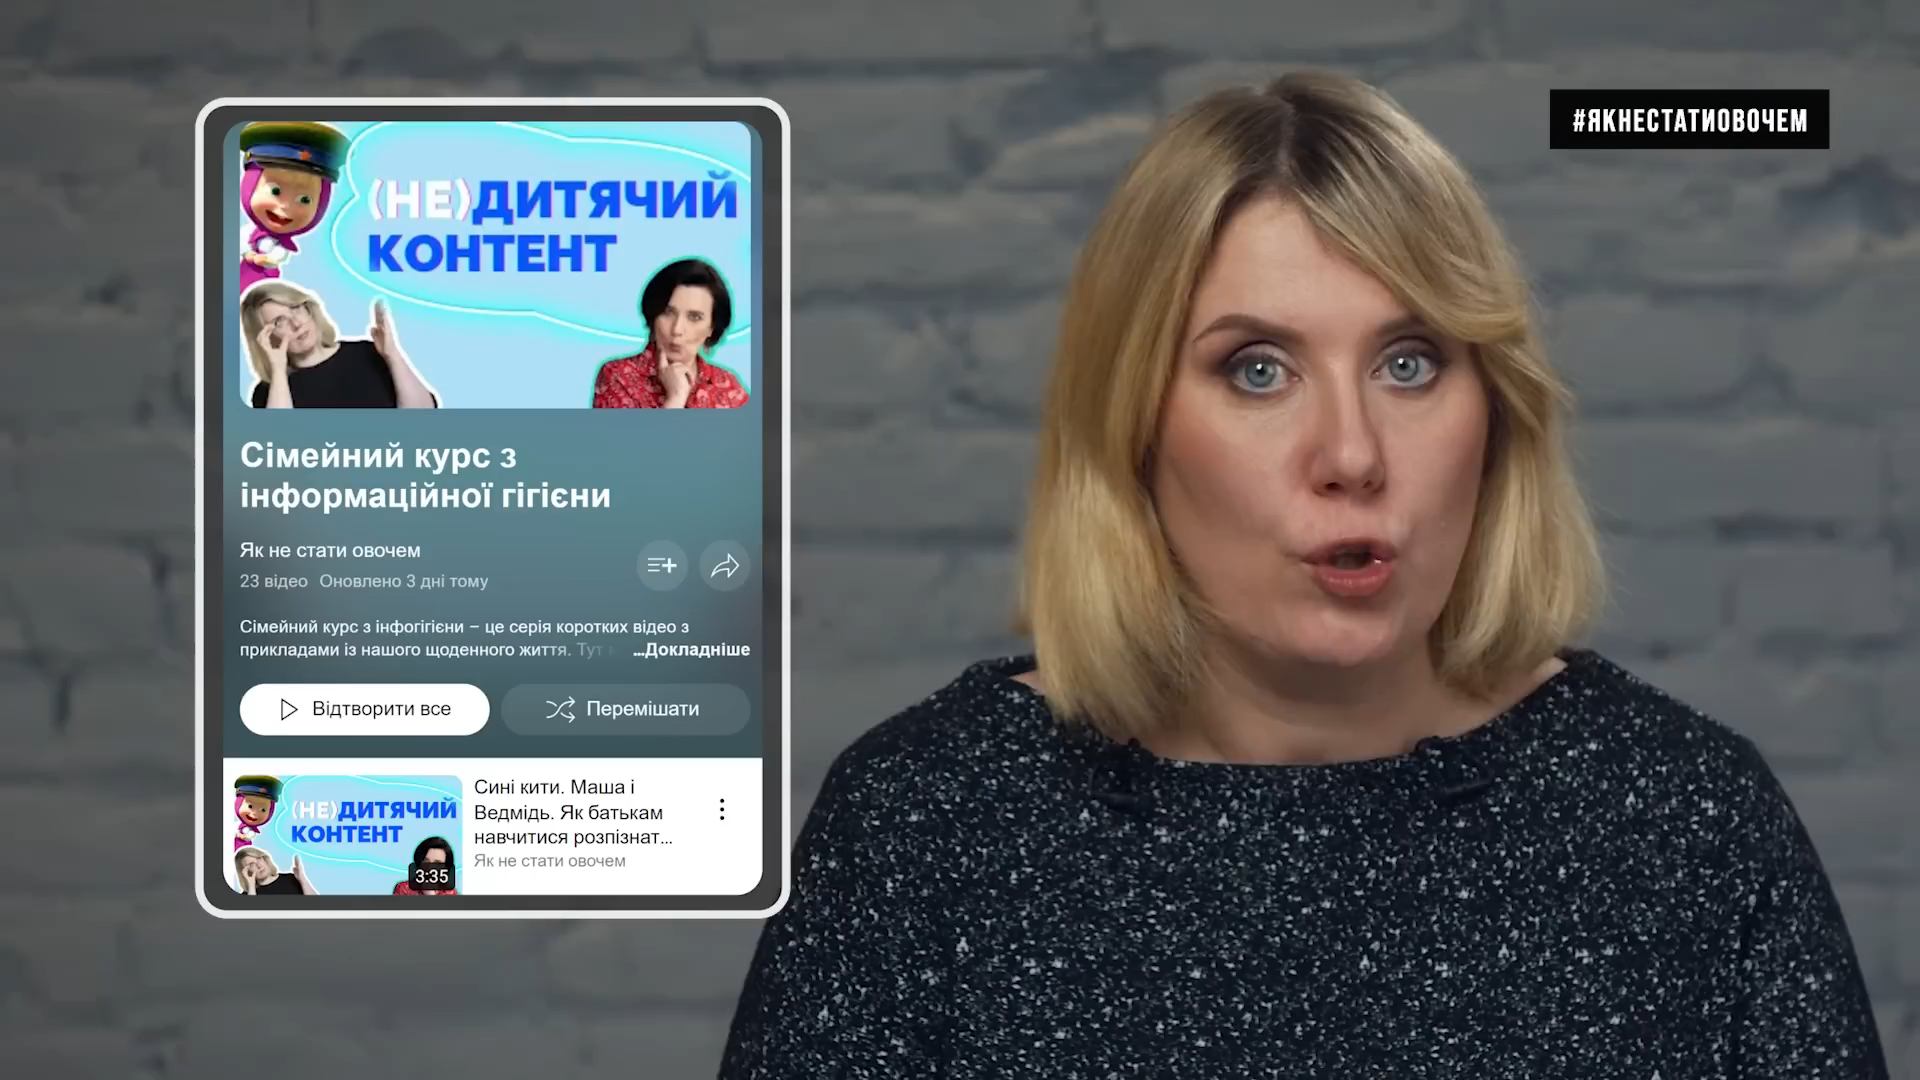 #ЯКНЕСТАТИОВОЧЕМ
(НЕ)ДИТЯЧИЙ
КОНТЕНТ
Сімейний курс з
інформаційної гігієни
Як не стати овочем
23 відео Оновлено 3 дні тому
Сімейний курс з інфогігієни – це серія коротких відео з
прикладами із нашого щоденного життя. Тут ...Докладніше
Відтворити все
Перемішати
(НЕ)ДИТЯЧИЙ
КОНТЕНТ
3:35
Сині кити. Маша і
Ведмідь. Як батькам
навчитися розпізнат...
Як не стати овочем